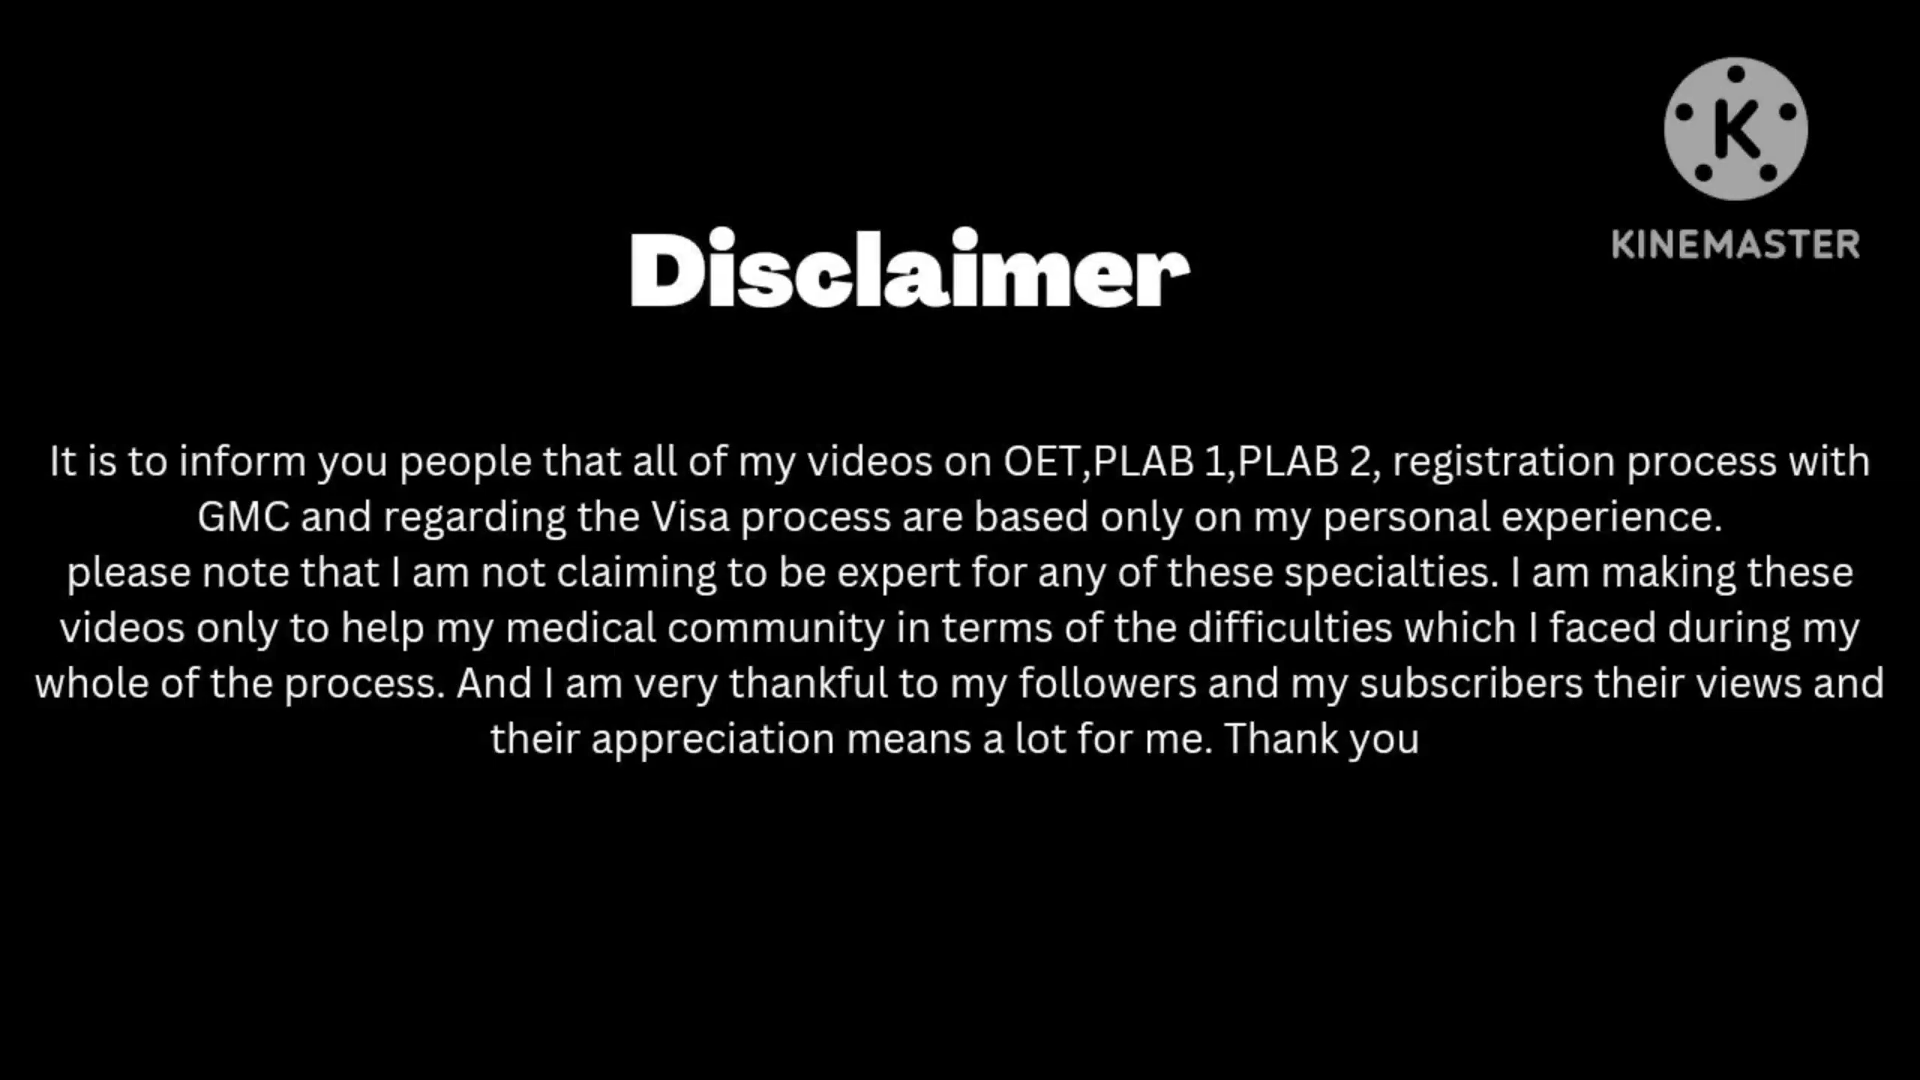 K
KINEMASTER
Disclaimer
It is to inform you people that all of my videos on OET,PLAB 1,PLAB 2, registration process with
GMC and regarding the Visa process are based only on my personal experience.
please note that I am not claiming to be expert for any of these specialties. I am making these
videos only to help my medical community in terms of the difficulties which I faced during my
whole of the process. And I am very thankful to my followers and my subscribers their views and
their appreciation means a lot for me. Thank you